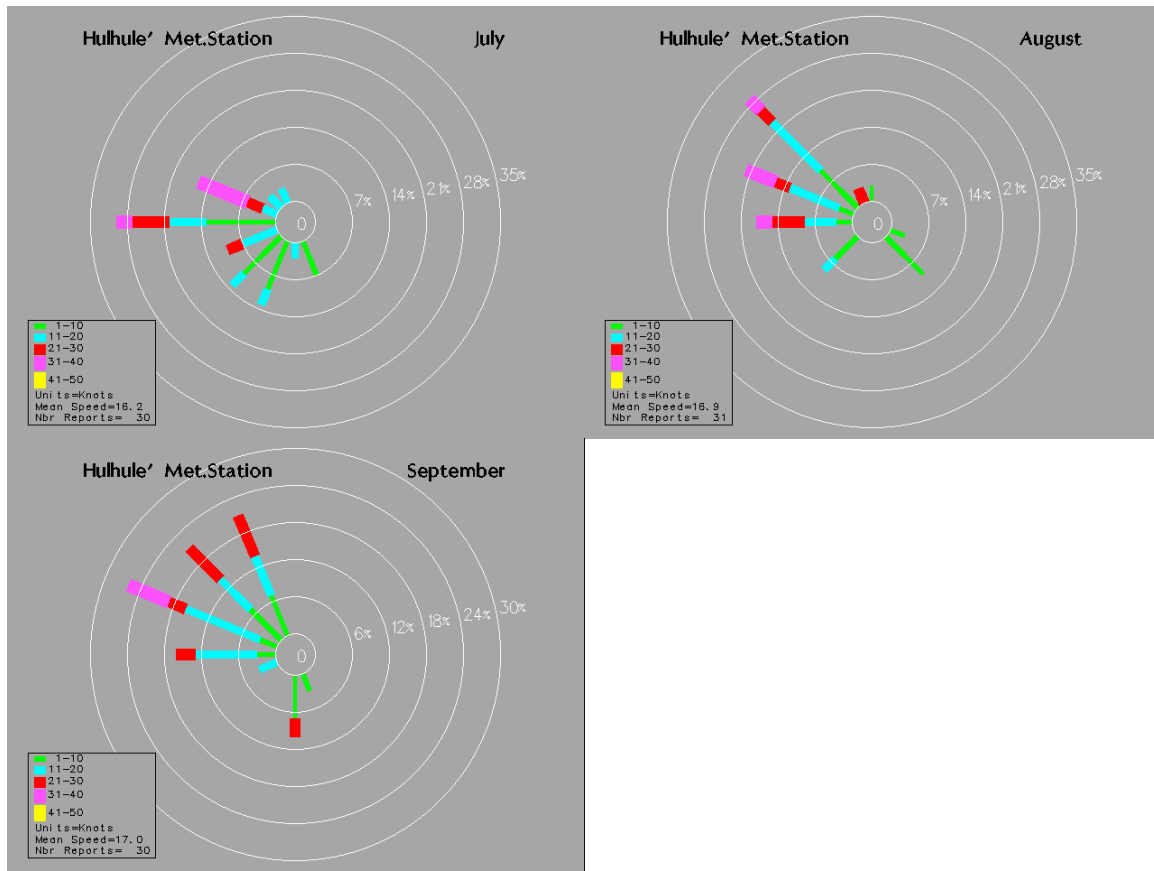 Hulhule' Met.Station July
0 7% 14% 21% 28% 35%
1-10
11-20
21-30
31-40
41-50
Units=Knots
Mean Speed=16.2
Nbr Reports= 30
Hulhule' Met.Station August
0 7% 14% 21% 28% 35%
1-10
11-20
21-30
31-40
41-50
Units=Knots
Mean Speed=16.9
Nbr Reports= 31
Hulhule' Met.Station September
0 6% 12% 18% 24% 30%
1-10
11-20
21-30
31-40
41-50
Units=Knots
Mean Speed=17.0
Nbr Reports= 30